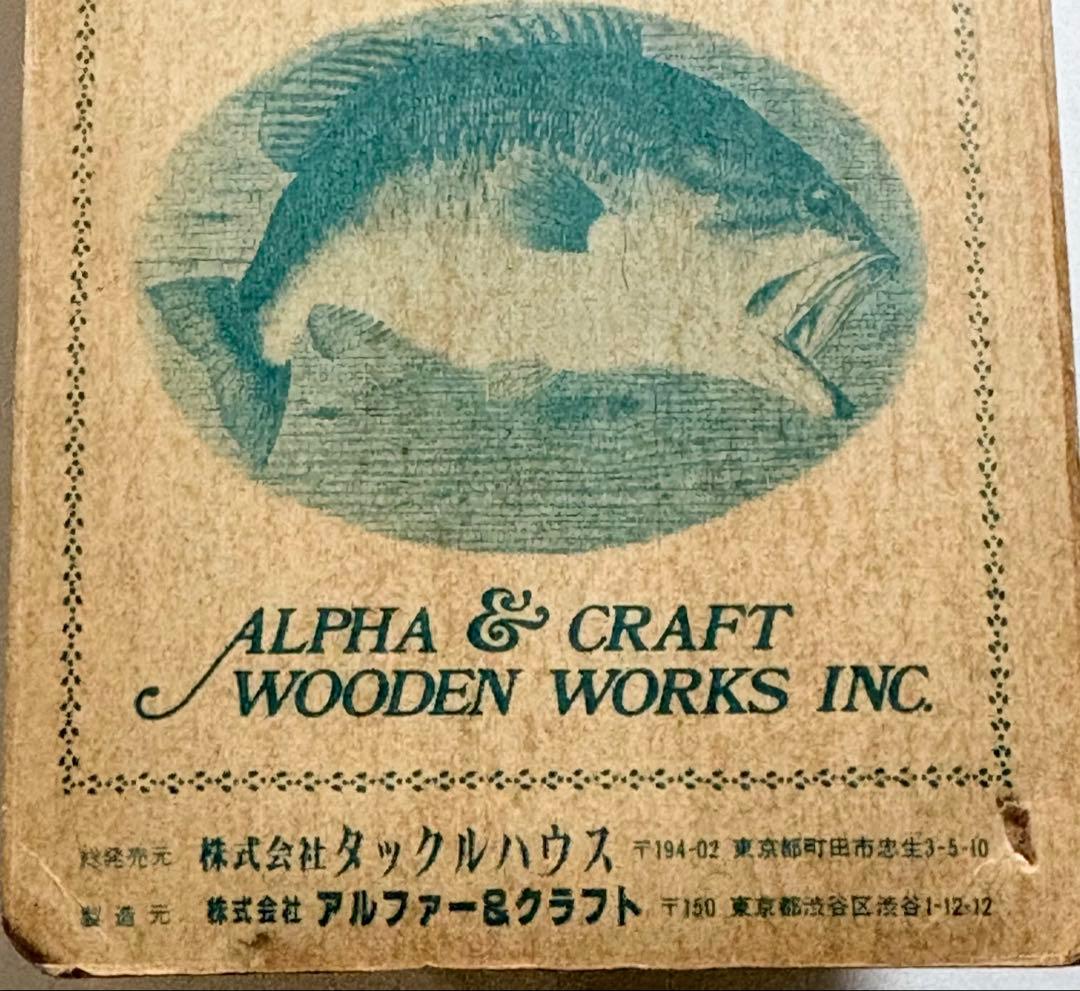 ALPHA & CRAFT
WOODEN WORKS INC.
総発売元 株式会社タックルハウス 〒194-02 東京都町田市忠生3-5-10
製造元 株式会社 アルファー&クラフト 〒150 東京都渋谷区渋谷1-12-12